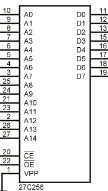 10 A0 D0 11
9 A1 D1 12
8 A2 D2 13
7 A3 D3 15
6 A4 D4 16
5 A5 D5 17
4 A6 D6 18
3 A7 D7 19
25 A8
24 A9
21 A10
23 A11
2 A12
26 A13
27 A14
20 CE
22 OE
1 VPP
27C256